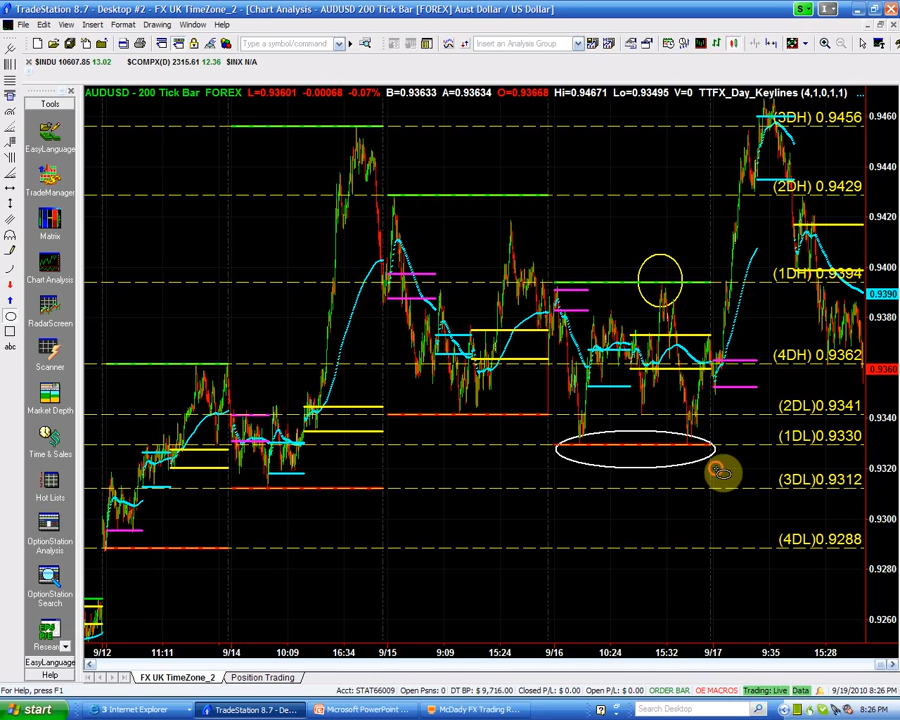 TradeStation 8.7 - Desktop #2 - FX UK TimeZone_2 - [Chart Analysis - AUDUSD 200 Tick Bar [FOREX] Aust Dollar / US Dollar]
File Edit View Insert Format Drawing Window Help
Type a symbol/command
Insert an Analysis Group
$INDU 10607.85 13.02 $COMPX(D) 2315.61 12.36 $INX N/A
Tools
EasyLanguage
TradeManager
Matrix
Chart Analysis
RadarScreen
Scanner
Market Depth
Time & Sales
Hot Lists
OptionStation
Analysis
OptionStation
Search
EasyLanguage
Help
abc
AUDUSD - 200 Tick Bar FOREX L=0.93601 -0.00068 -0.07% B=0.93633 A=0.93634 O=0.93668 Hi=0.94671 Lo=0.93495 V=0 TTFX_Day_Keylines (4,1,0,1,1) ...
(3DH) 0.9456
(2DH) 0.9429
(1DH) 0.9394
(4DH) 0.9362
(2DL)0.9341
(1DL)0.9330
(3DL)0.9312
(4DL)0.9288
0.9460
0.9440
0.9420
0.9400
0.9390
0.9380
0.9360
0.9340
0.9320
0.9300
0.9280
0.9260
9/12 11:11 9/14 10:09 16:34 9/15 9:09 15:24 9/16 10:24 15:32 9/17 9:35 15:28
FX UK TimeZone_2 Position Trading
For Help, press F1
Acct: STAT66009 Open Posns: 0 DT BP: $ 9,716.00 Closed P/L: $ 0.00 Open P/L: $ 0.00 ORDER BAR OE MACROS Trading: Live Data 9/19/2010 8:26 PM
start 3 Internet Explorer TradeStation 8.7 - De... Microsoft PowerPoint ... McDady FX Trading R... Search Desktop 8:26 PM